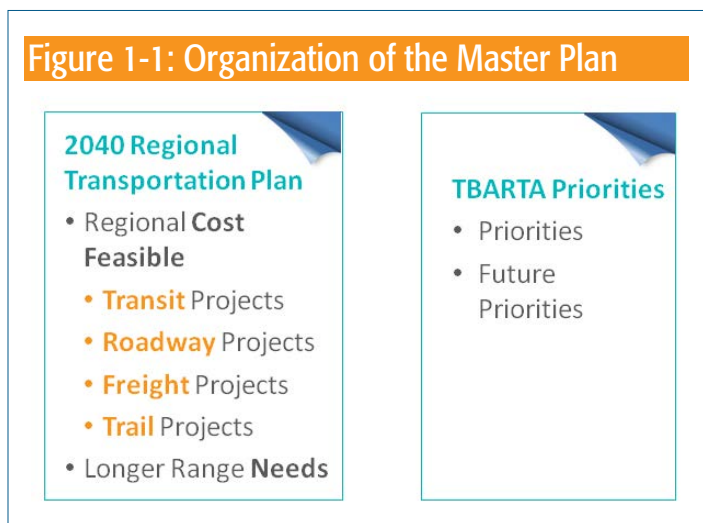 Figure 1-1: Organization of the Master Plan
2040 Regional
Transportation Plan
• Regional Cost
Feasible
• Transit Projects
• Roadway Projects
• Freight Projects
• Trail Projects
• Longer Range Needs
TBARTA Priorities
• Priorities
• Future
Priorities